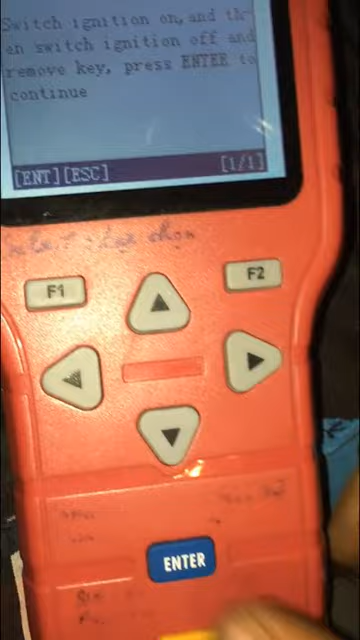 Switch ignition on, and th-
en switch ignition off and
remove key, press ENTER to
continue
[ENT][ESC] [1/1]
F1 F2
ENTER